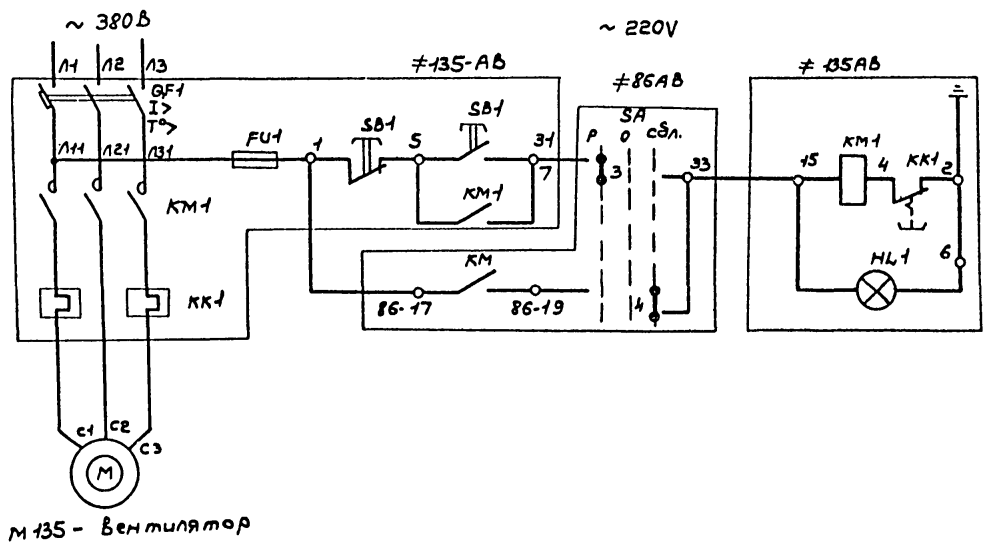 ~ 380В
~ 220V
Л1 Л2 Л3
≠135-АВ
≠86АВ
≠ 135АВ
QF1
I>
T°>
SB1
SB1
SA
Р О сбл.
Л11 Л21 Л31
FU1
1
5
31
7
3
33
15
КМ1
4
КК1
2
КМ1
КМ1
КМ
HL1
6
КК1
86-17
86-19
4
С1 С2 С3
М
М135 - Вентилятор